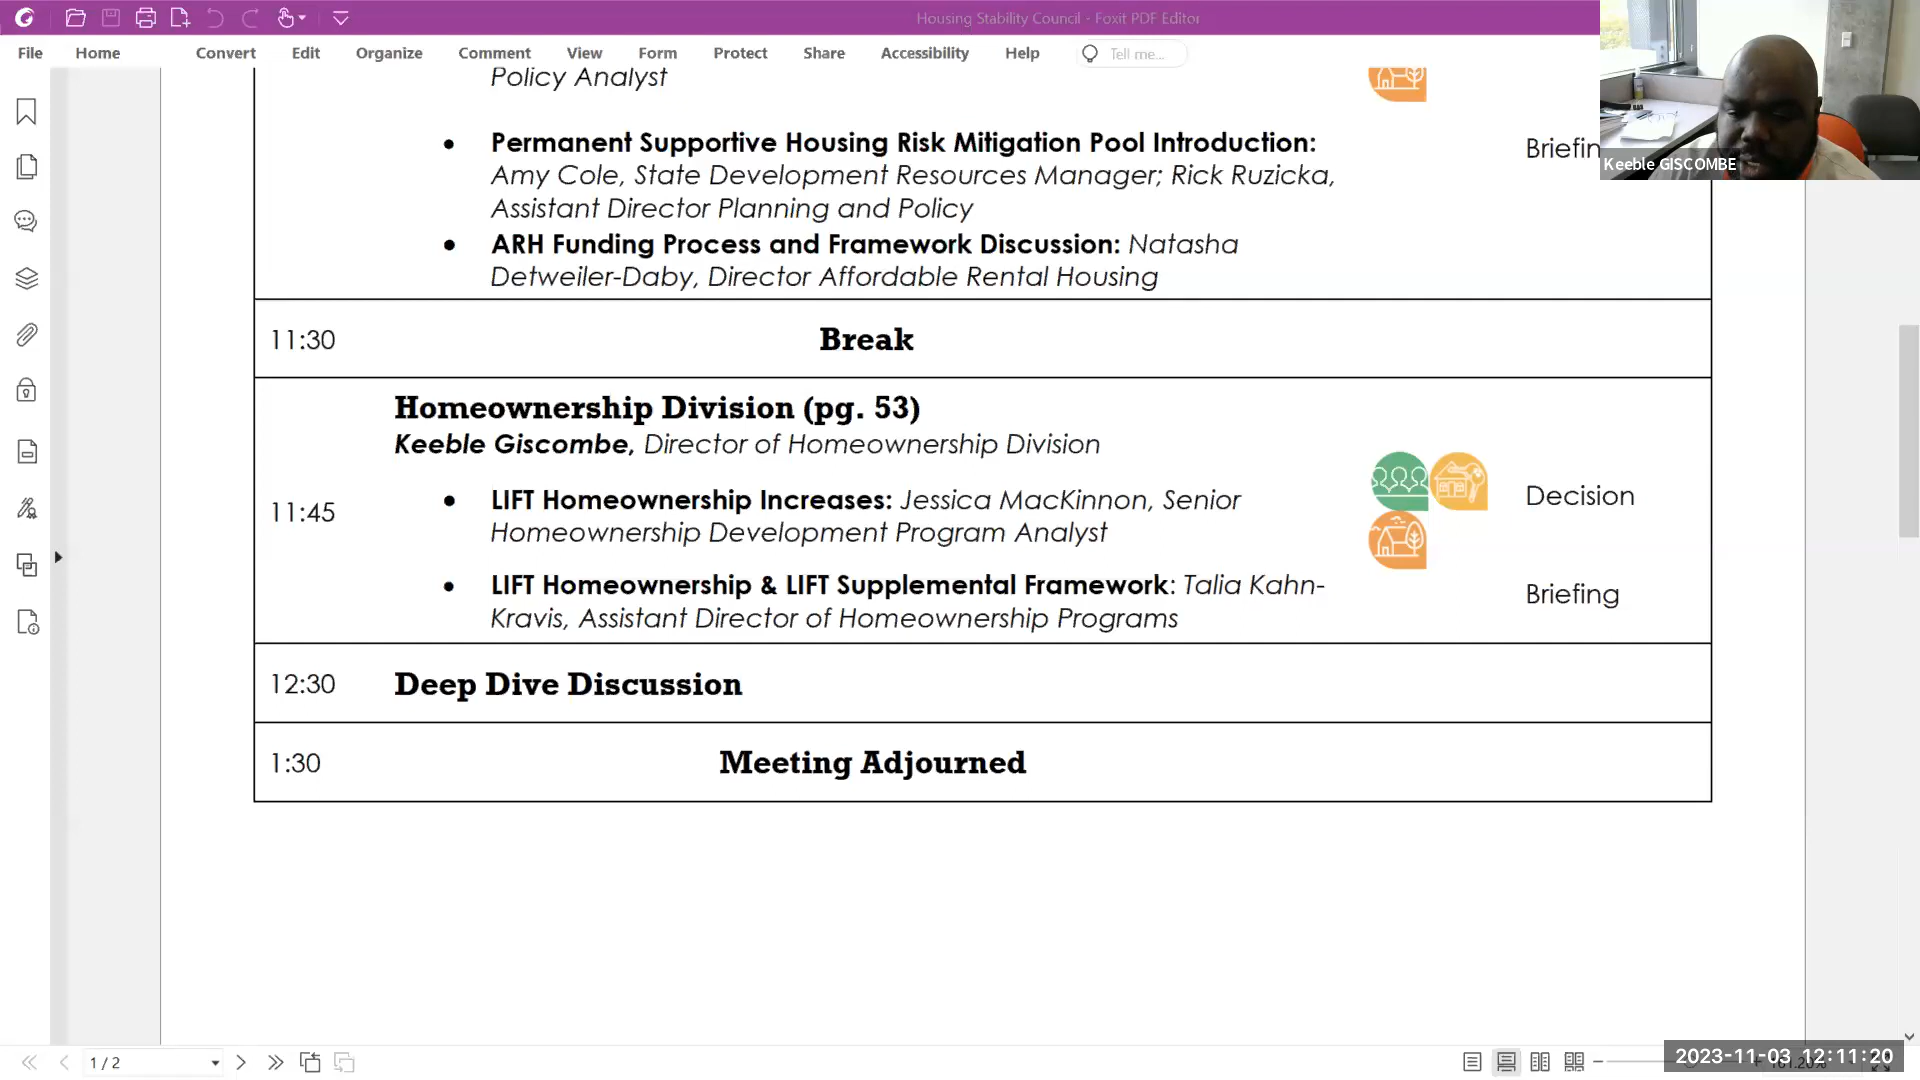 Housing Stability Council - Foxit PDF Editor
File Home Convert Edit Organize Comment View Form Protect Share Accessibility Help Tell me...
Policy Analyst
• Permanent Supportive Housing Risk Mitigation Pool Introduction:
Briefin
Keeble GISCOMBE
Amy Cole, State Development Resources Manager; Rick Ruzicka,
Assistant Director Planning and Policy
• ARH Funding Process and Framework Discussion: Natasha
Detweiler-Daby, Director Affordable Rental Housing
11:30 Break
Homeownership Division (pg. 53)
Keeble Giscombe, Director of Homeownership Division
11:45
• LIFT Homeownership Increases: Jessica MacKinnon, Senior
Homeownership Development Program Analyst
Decision
• LIFT Homeownership & LIFT Supplemental Framework: Talia Kahn-
Kravis, Assistant Director of Homeownership Programs
Briefing
12:30 Deep Dive Discussion
1:30 Meeting Adjourned
1 / 2
2023-11-03 12:11:20